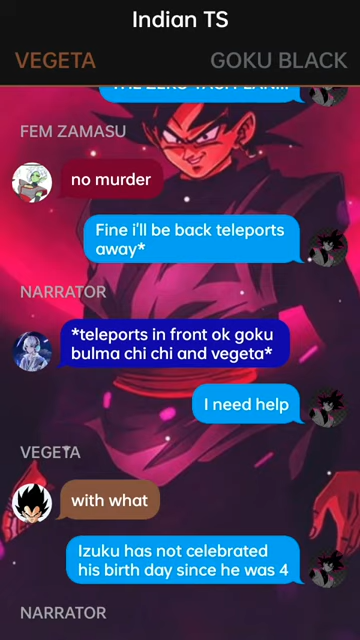 Indian TS
VEGETA
GOKU BLACK
FEM ZAMASU
no murder
Fine i'll be back teleports
away*
NARRATOR
*teleports in front ok goku
bulma chi chi and vegeta*
I need help
VEGETA
with what
Izuku has not celebrated
his birth day since he was 4
NARRATOR